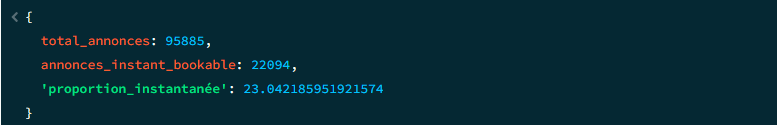 < {
total_annonces: 95885,
annonces_instant_bookable: 22094,
'proportion_instantanée': 23.042185951921574
}